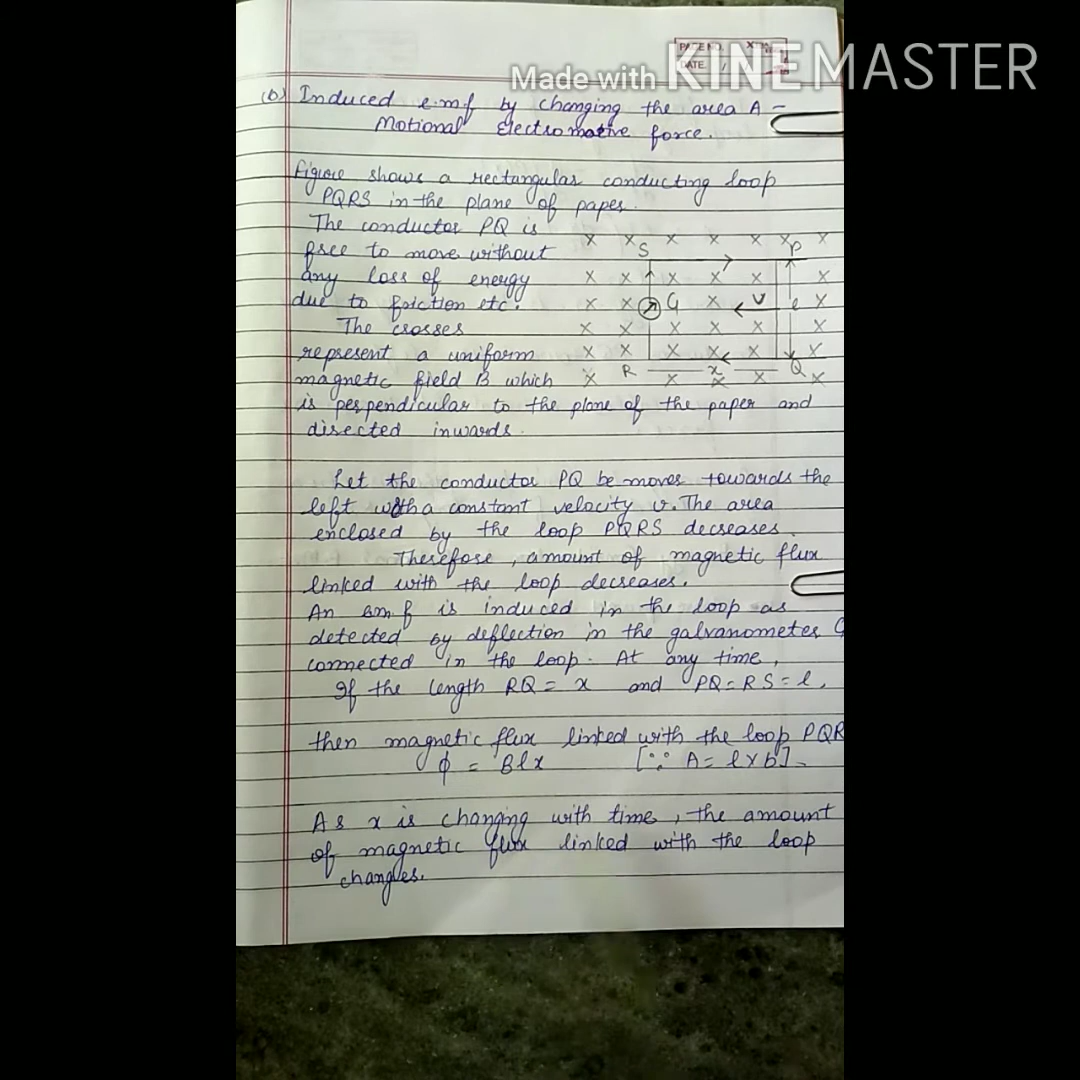 PAGE NO.
DATE.
Made with KINEMASTER
(b) Induced e.m.f by changing the area A -
Motional Electromotive force.
Figure shows a rectangular conducting loop
PQRS in the plane of paper.
The conductor PQ is
free to move without
any loss of energy
due to friction etc.
The crosses
represent a uniform
magnetic field B which
is perpendicular to the plane of the paper and
directed inwards.
x x S x x x x P x
x x x x x x
x x G x v l x
x x x x x x
x x x x x x
x R x x x Q x
Let the conductor PQ be moves towards the
left with a constant velocity v. The area
enclosed by the loop PQRS decreases.
Therefore, amount of magnetic flux
linked with the loop decreases.
An emf is induced in the loop as
detected by deflection in the galvanometer G
connected in the loop. At any time,
If the length RQ = x and PQ = RS = l,
then magnetic flux linked with the loop PQR
ϕ = Blx [∵ A = l x b] -
As x is changing with time, the amount
of magnetic flux linked with the loop
changes.